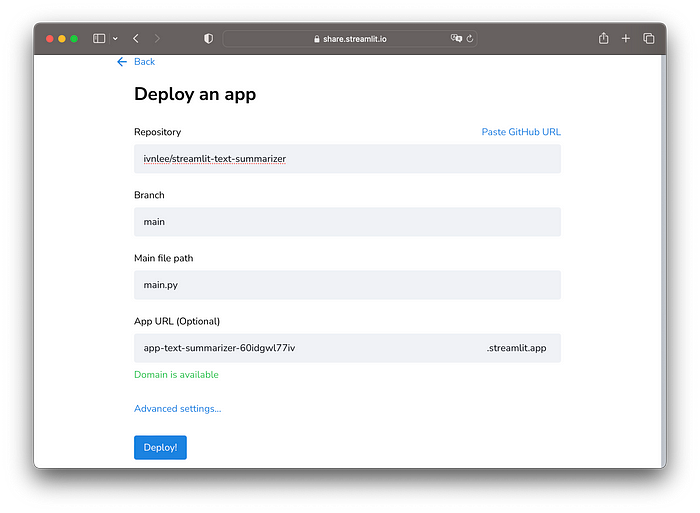 share.streamlit.io
Back
Deploy an app
Repository
Paste GitHub URL
ivnlee/streamlit-text-summarizer
Branch
main
Main file path
main.py
App URL (Optional)
app-text-summarizer-60idgwl77iv
.streamlit.app
Domain is available
Advanced settings...
Deploy!